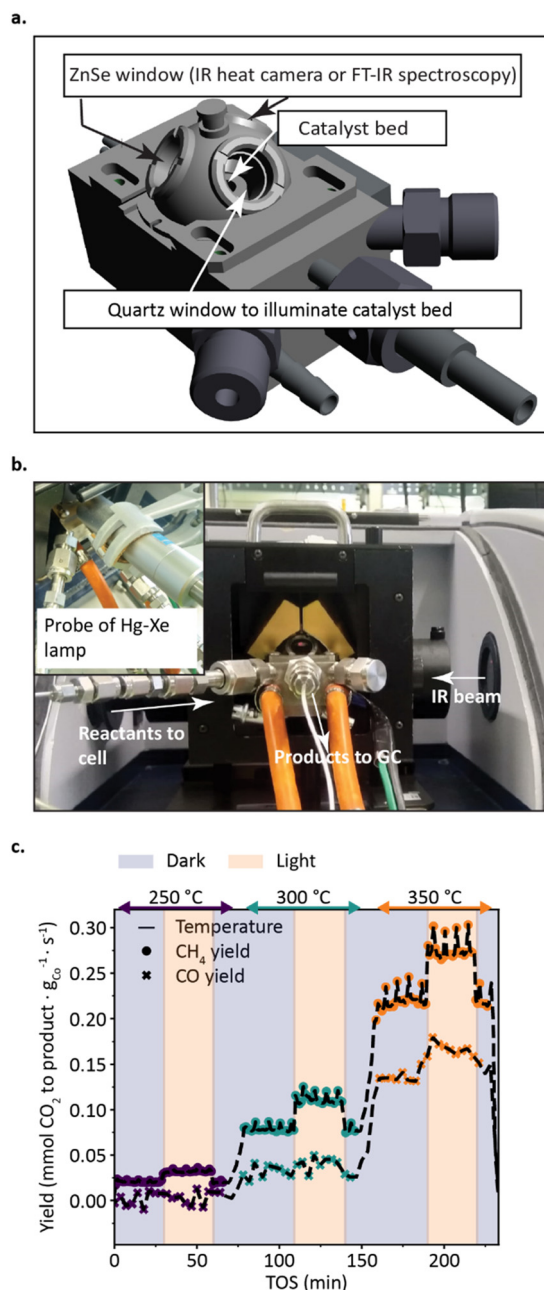 a.
ZnSe window (IR heat camera or FT-IR spectroscopy)
Catalyst bed
Quartz window to illuminate catalyst bed
b.
Probe of Hg-Xe
lamp
Reactants to
cell
Products to GC
IR beam
c.
Dark Light
250 °C 300 °C 350 °C
Temperature
CH₄ yield
CO yield
0.30
0.25
0.20
0.15
0.10
0.05
0.00
Yield (mmol CO₂ to product · g_Co⁻¹ · s⁻¹)
0 50 100 150 200
TOS (min)